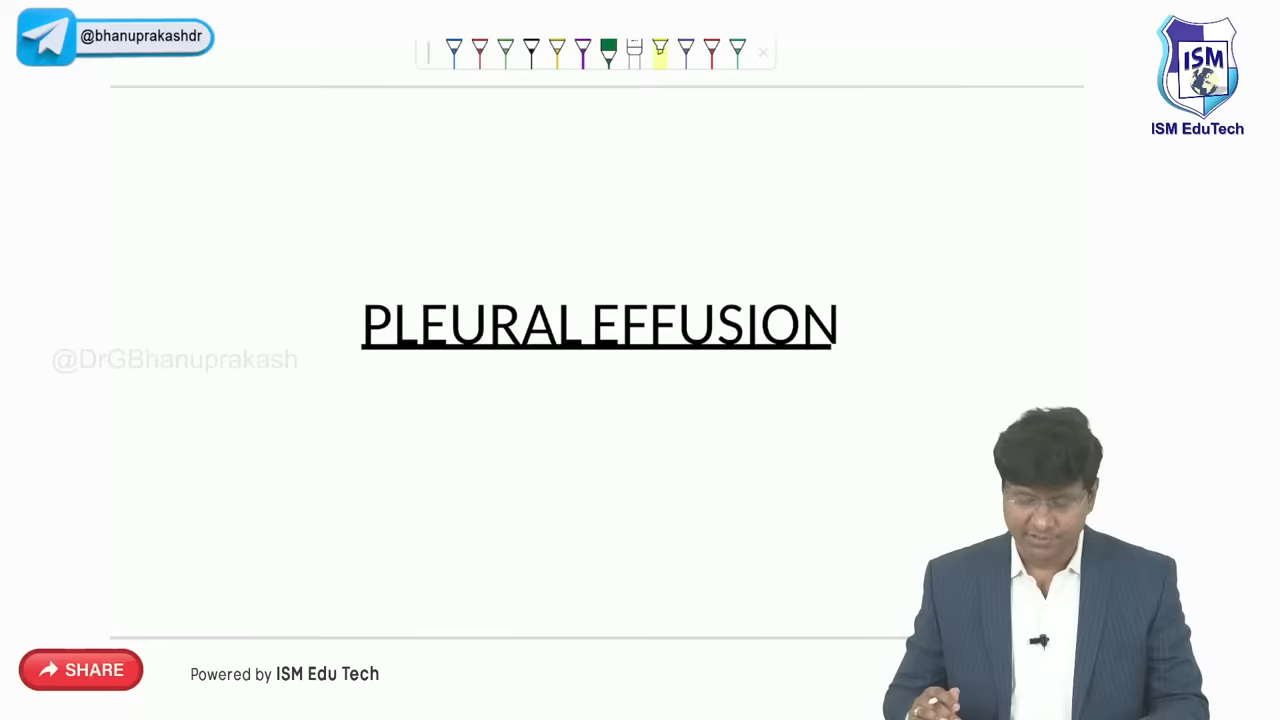 @bhanuprakashdr
ISM
ISM EduTech
PLEURAL EFFUSION
@DrGBhanuprakash
SHARE
Powered by ISM Edu Tech